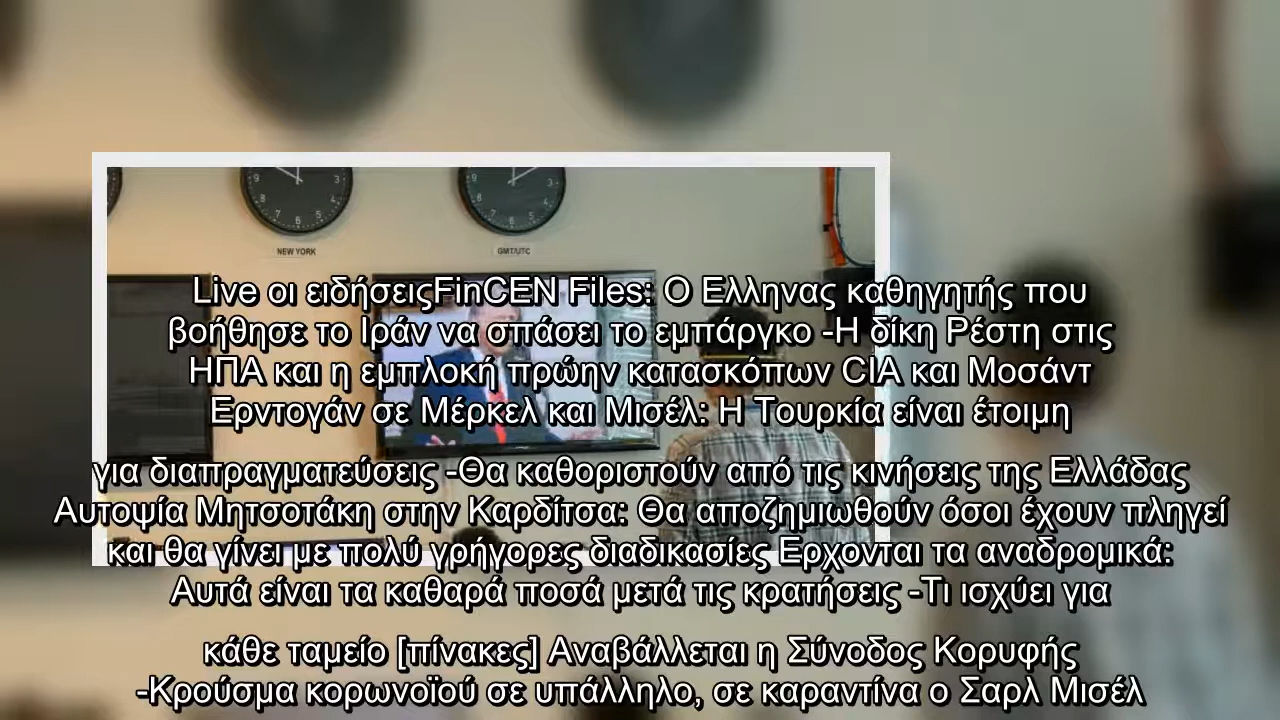 NEW YORK
GMT/UTC
Live οι ειδήσειςFinCEN Files: Ο Ελληνας καθηγητής που
βοήθησε το Ιράν να σπάσει το εμπάργκο -Η δίκη Ρέστη στις
ΗΠΑ και η εμπλοκή πρώην κατασκόπων CIA και Μοσάντ
Ερντογάν σε Μέρκελ και Μισέλ: Η Τουρκία είναι έτοιμη
για διαπραγματεύσεις -Θα καθοριστούν από τις κινήσεις της Ελλάδας
Αυτοψία Μητσοτάκη στην Καρδίτσα: Θα αποζημιωθούν όσοι έχουν πληγεί
και θα γίνει με πολύ γρήγορες διαδικασίες Ερχονται τα αναδρομικά:
Αυτά είναι τα καθαρά ποσά μετά τις κρατήσεις -Τι ισχύει για
κάθε ταμείο [πίνακες] Αναβάλλεται η Σύνοδος Κορυφής
-Κρούσμα κορωνοϊού σε υπάλληλο, σε καραντίνα ο Σαρλ Μισέλ